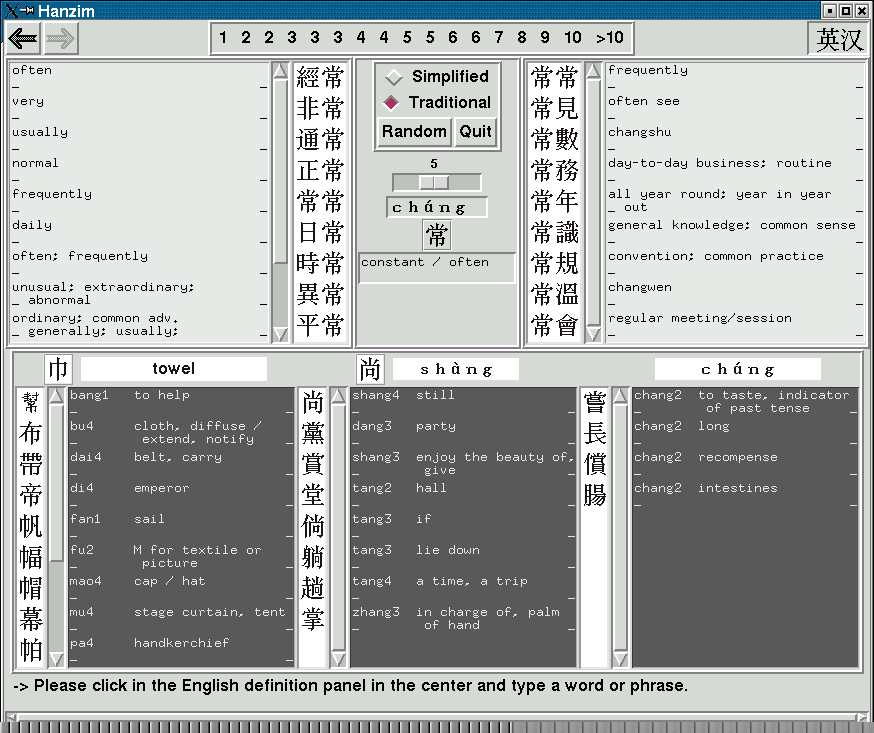 Hanzim
1 2 2 3 3 3 4 4 5 5 6 6 7 8 9 10 >10
英汉
often
very
usually
normal
frequently
daily
often; frequently
unusual; extraordinary;
abnormal
ordinary; common adv.
generally; usually;
經常
非常
通常
正常
常常
日常
時常
異常
平常
Simplified
Traditional
Random Quit
5
cháng
常
constant / often
常常
常見
常數
常務
常年
常識
常規
常溫
常會
frequently
often see
changshu
day-to-day business; routine
all year round; year in year
out
general knowledge; common sense
convention; common practice
changwen
regular meeting/session
巾 towel
幫 bang1 to help
布 bu4 cloth, diffuse /
extend, notify
帶 dai4 belt, carry
帝 di4 emperor
帆 fan1 sail
幅 fu2 M for textile or
picture
帽 mao4 cap / hat
幕 mu4 stage curtain, tent
帕 pa4 handkerchief
尚 shàng
尚 shang4 still
黨 dang3 party
賞 shang3 enjoy the beauty of,
give
堂 tang2 hall
倘 tang3 if
躺 tang3 lie down
趟 tang4 a time, a trip
掌 zhang3 in charge of, palm
of hand
cháng
嘗 chang2 to taste, indicator
of past tense
長 chang2 long
償 chang2 recompense
腸 chang2 intestines
-> Please click in the English definition panel in the center and type a word or phrase.